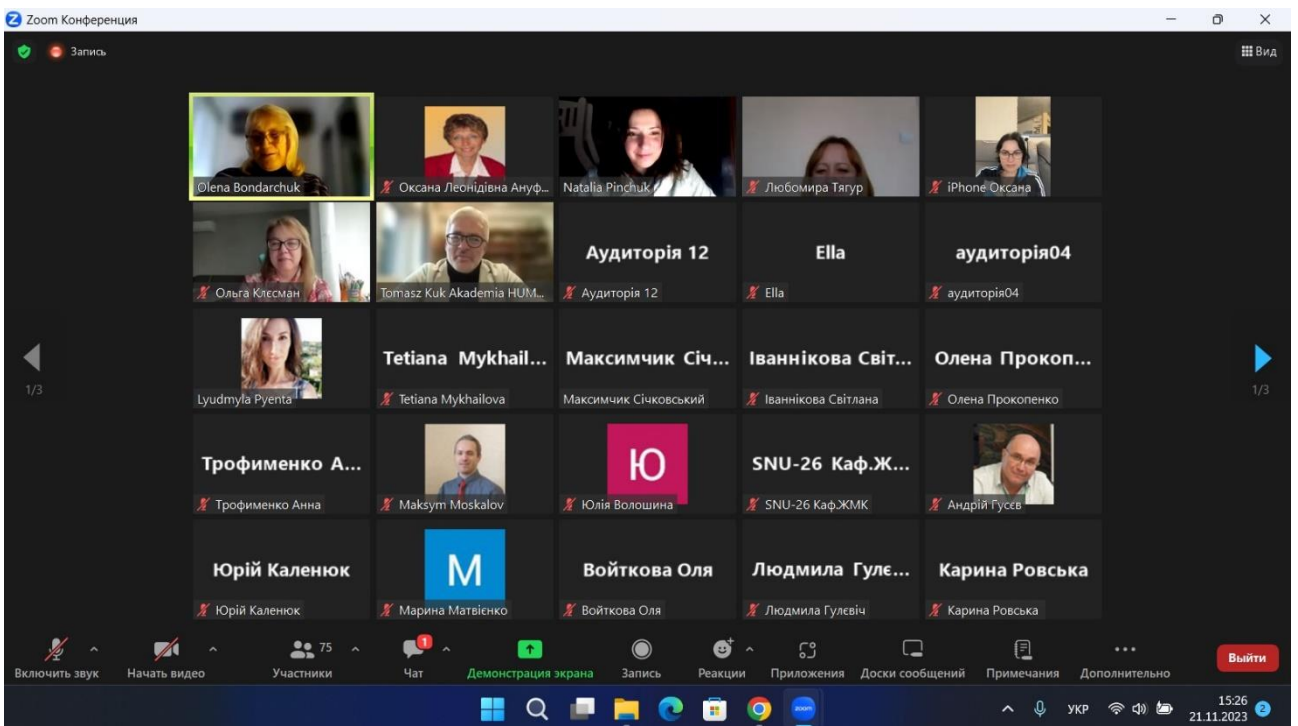 Zoom Конференция
Запись
Вид
Olena Bondarchuk
Оксана Леонідівна Ануф...
Natalia Pinchuk
Любомира Тягур
iPhone Оксана
Ольга Клєсман
Tomasz Kuk Akademia HUM...
Аудиторія 12
Аудиторія 12
Ella
Ella
аудиторія04
аудиторія04
1/3
Lyudmyla Pyenta
Tetiana Mykhail...
Tetiana Mykhailova
Максимчик Січ...
Максимчик Січковський
Іваннікова Світ...
Іваннікова Світлана
Олена Прокоп...
Олена Прокопенко
1/3
Трофименко А...
Трофименко Анна
Maksym Moskalov
Ю
Юлія Волошина
SNU-26 Каф.Ж...
SNU-26 Каф.ЖМК
Андрій Гусєв
Юрій Каленюк
Юрій Каленюк
М
Марина Матвієнко
Войткова Оля
Войткова Оля
Людмила Гулє...
Людмила Гулєвіч
Карина Ровська
Карина Ровська
Включить звук
Начать видео
75
Участники
1
Чат
Демонстрация экрана
Запись
Реакции
Приложения
Доски сообщений
Примечания
Дополнительно
Выйти
zoom
УКР
15:26
21.11.2023
2